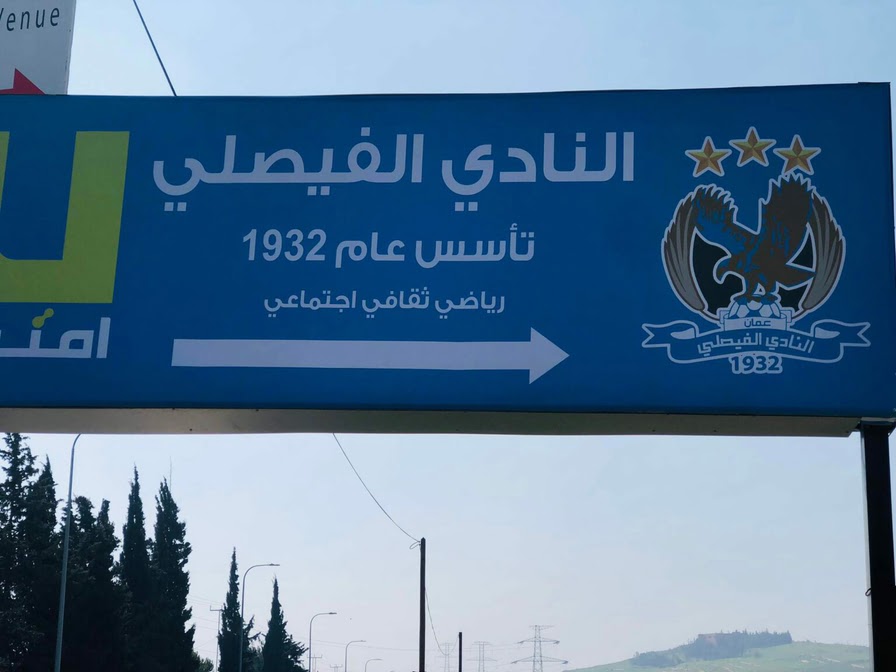 Venue
النادي الفيصلي
تأسس عام 1932
رياضي ثقافي اجتماعي
عمان
النادي الفيصلي
1932